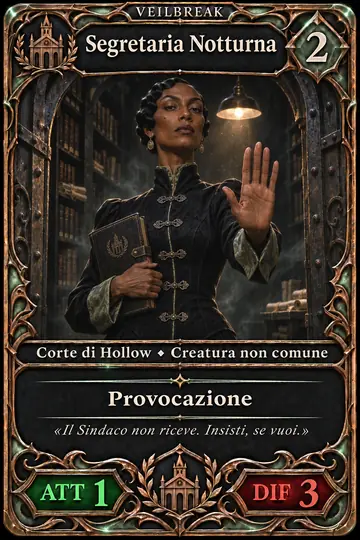 VEILBREAK
Segretaria Notturna
2
Corte di Hollow ◆ Creatura non comune
Provocazione
«Il Sindaco non riceve. Insisti, se vuoi.»
ATT 1
DIF 3